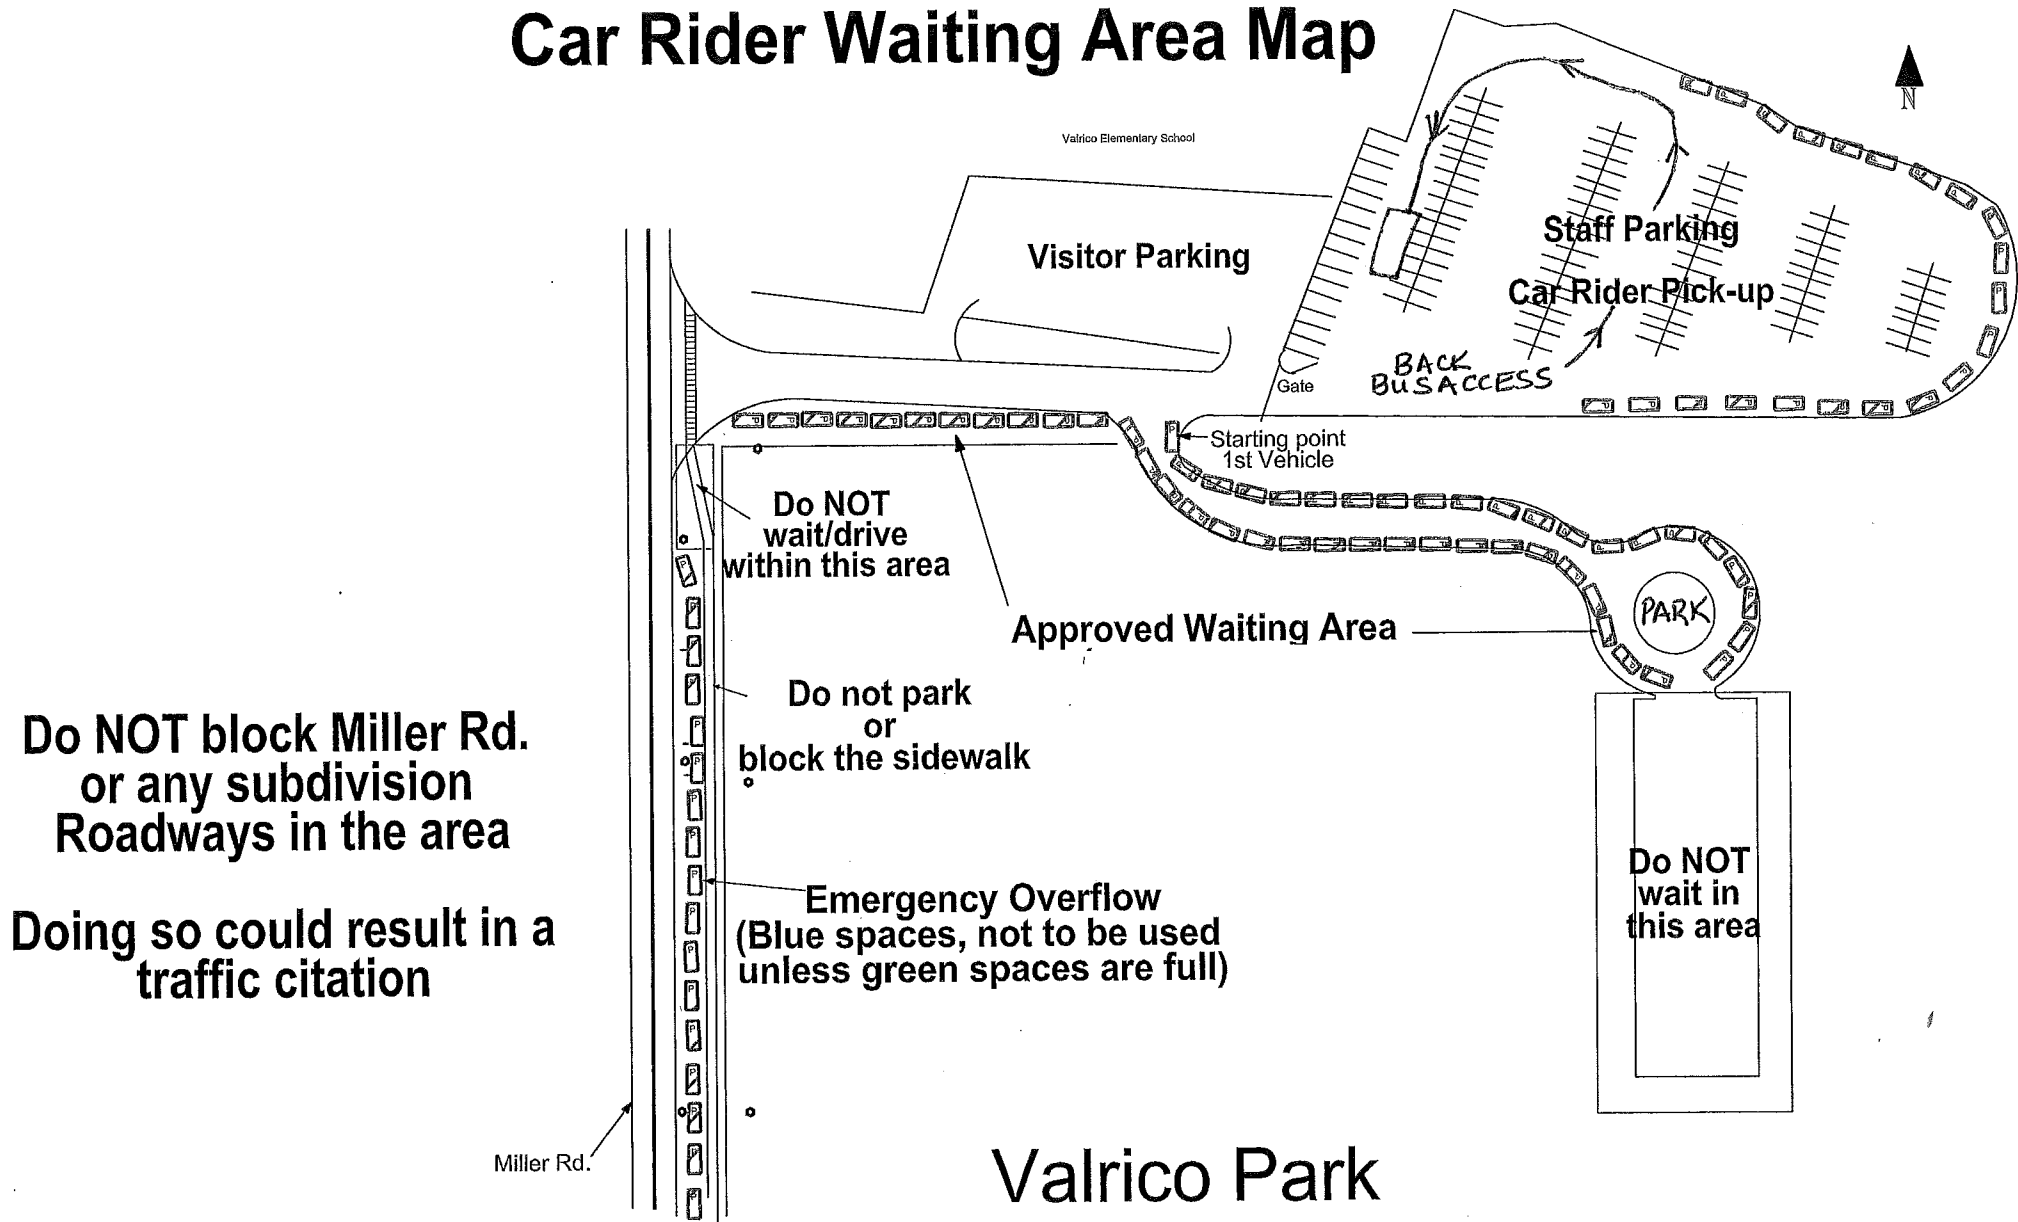 Car Rider Waiting Area Map
N
Valrico Elementary School
Visitor Parking
Staff Parking
Car Rider Pick-up
BACK
BUS ACCESS
Gate
Starting point
1st Vehicle
Do NOT
wait/drive
within this area
Approved Waiting Area
PARK
Do not park
or
block the sidewalk
Do NOT block Miller Rd.
or any subdivision
Roadways in the area
Doing so could result in a
traffic citation
Emergency Overflow
(Blue spaces, not to be used
unless green spaces are full)
Do NOT
wait in
this area
Miller Rd.
Valrico Park